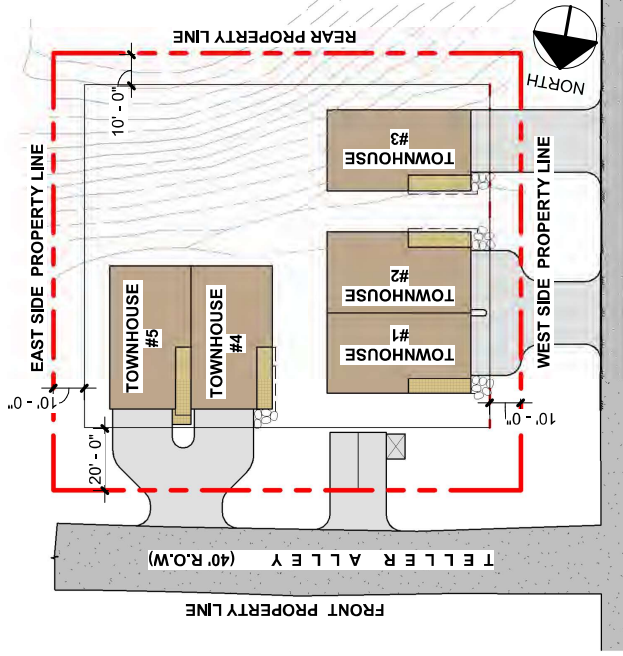 REAR PROPERTY LINE
NORTH
10' - 0"
EAST SIDE PROPERTY LINE
TOWNHOUSE
#3
TOWNHOUSE
#2
TOWNHOUSE
#1
WEST SIDE PROPERTY LINE
TOWNHOUSE
#5
TOWNHOUSE
#4
10' - 0"
10' - 0"
20' - 0"
TELLER ALLEY (40' R.O.W)
FRONT PROPERTY LINE